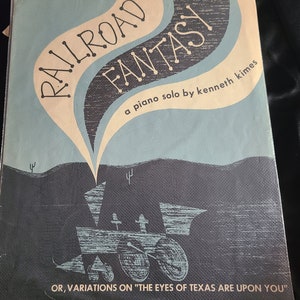 RAILROAD
FANTASY
a piano solo by kenneth kimes
OR, VARIATIONS ON "THE EYES OF TEXAS ARE UPON YOU"